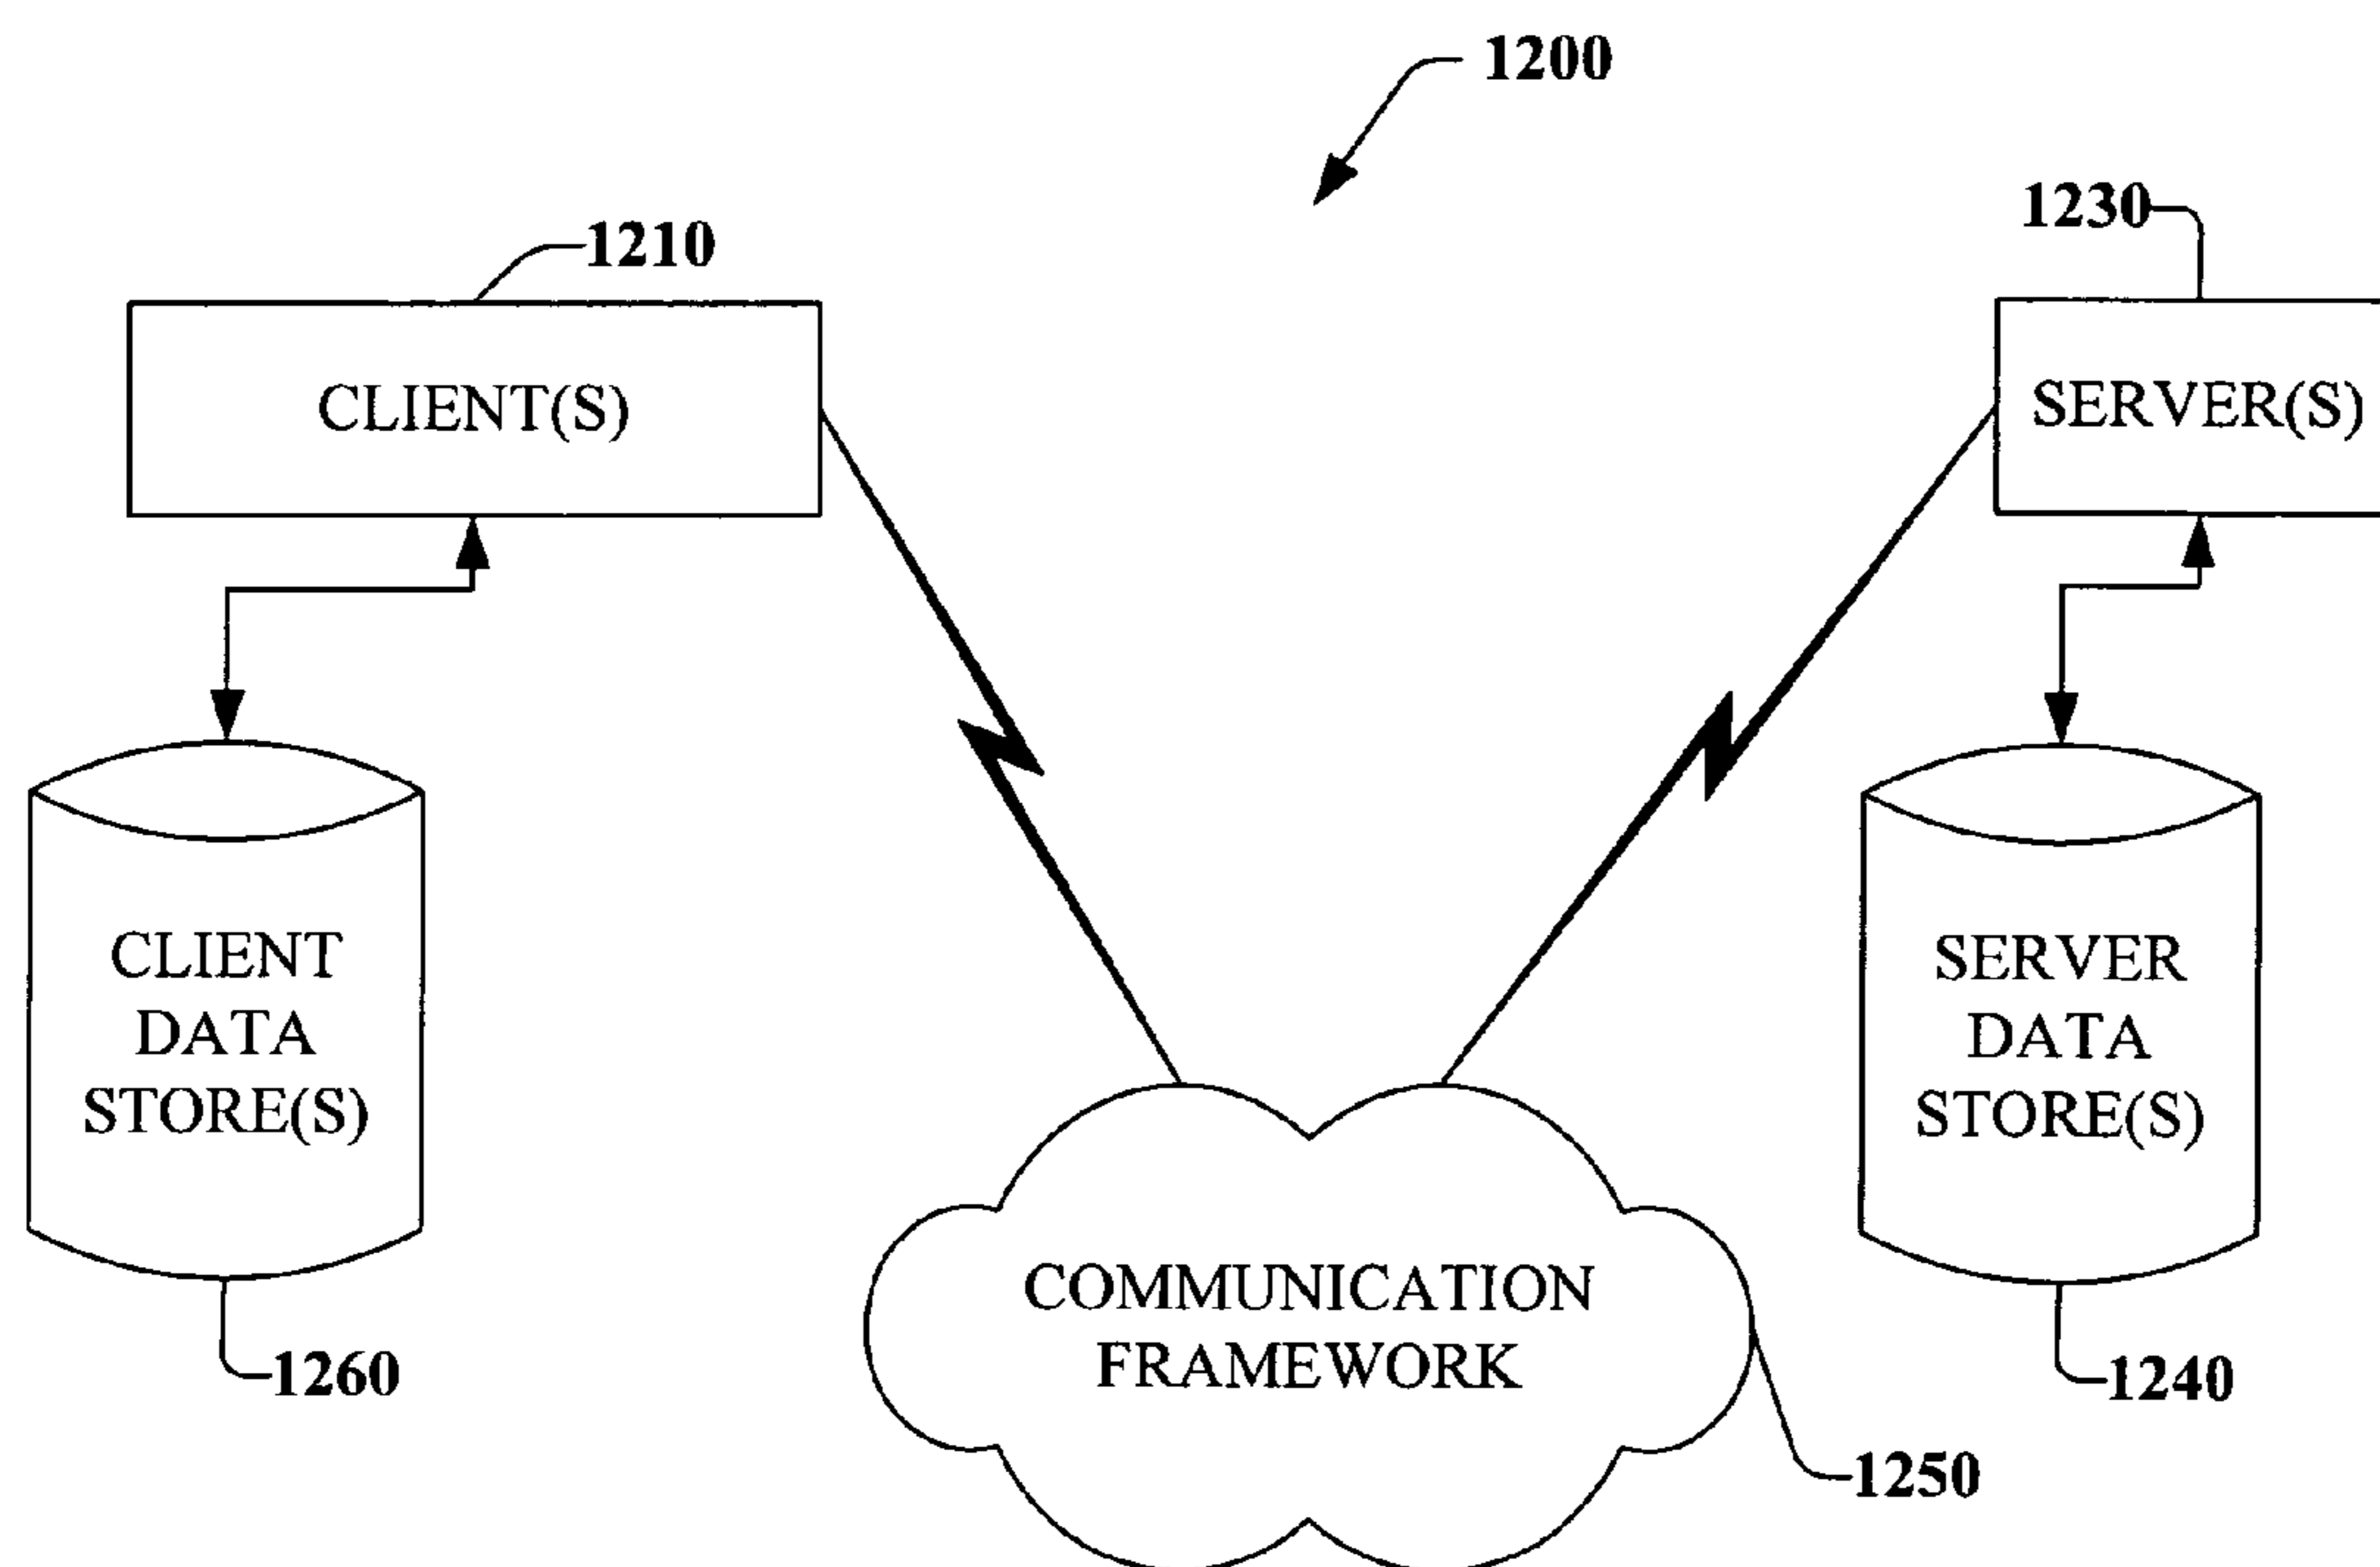 1200
1210
1230
CLIENT(S)
SERVER(S)
CLIENT
DATA
STORE(S)
SERVER
DATA
STORE(S)
COMMUNICATION
FRAMEWORK
1260
1240
1250